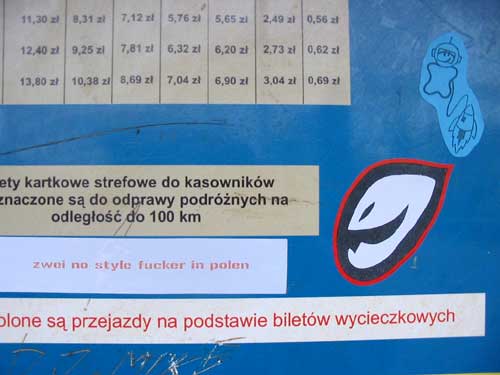 11,30 zł 8,31 zł 7,12 zł 5,76 zł 5,65 zł 2,49 zł 0,56 zł
12,40 zł 9,25 zł 7,81 zł 6,32 zł 6,20 zł 2,73 zł 0,62 zł
13,80 zł 10,38 zł 8,69 zł 7,04 zł 6,90 zł 3,04 zł 0,69 zł
ety kartkowe strefowe do kasowników
znaczone są do odprawy podróżnych na
odległość do 100 km
zwei no style fucker in polen
olone są przejazdy na podstawie biletów wycieczkowych